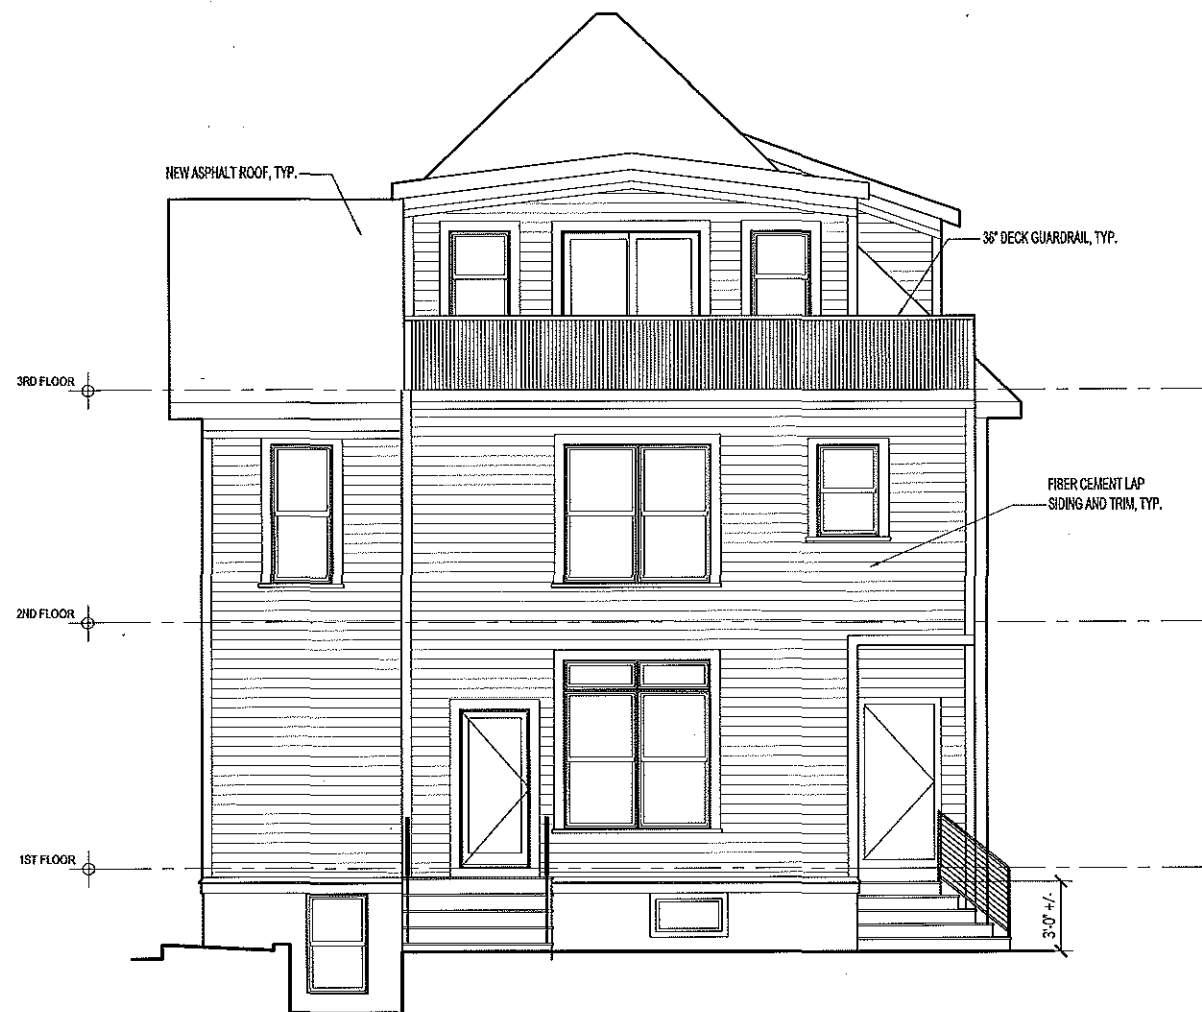 NEW ASPHALT ROOF, TYP.
36" DECK GUARDRAIL, TYP.
3RD FLOOR
FIBER CEMENT LAP
SIDING AND TRIM, TYP.
2ND FLOOR
1ST FLOOR
3'-0" +/-